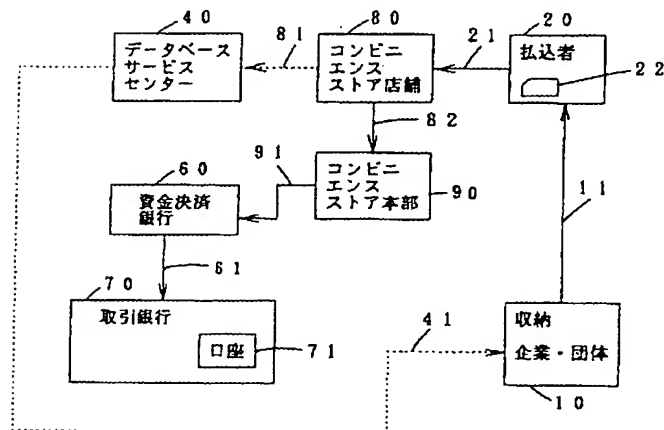 40
データベース
サービス
センター
81
80
コンビニ
エンス
ストア店舗
21
20
払込者
22
82
91
コンビニ
エンス
ストア本部
90
60
資金決済
銀行
61
11
70
取引銀行
口座
71
41
収納
企業・団体
10